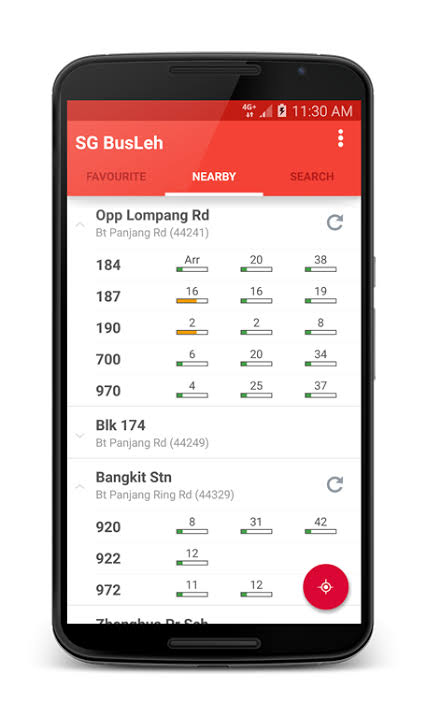 4G+ 11:30 AM
SG BusLeh
FAVOURITE NEARBY SEARCH
Opp Lompang Rd
Bt Panjang Rd (44241)
184 Arr 20 38
187 16 16 19
190 2 2 8
700 6 20 34
970 4 25 37
Blk 174
Bt Panjang Rd (44249)
Bangkit Stn
Bt Panjang Ring Rd (44329)
920 8 31 42
922 12
972 11 12
Zhenghua Pr Sch